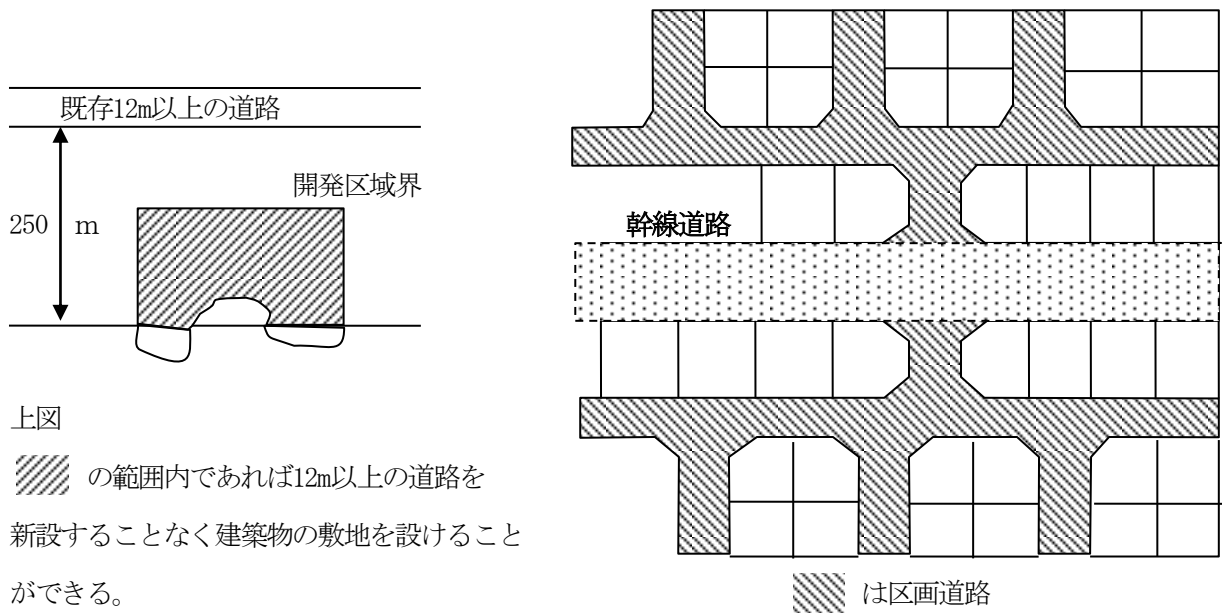 既存12m以上の道路
開発区域界
250 m
上図
の範囲内であれば12m以上の道路を
新設することなく建築物の敷地を設けること
ができる。
幹線道路
は区画道路